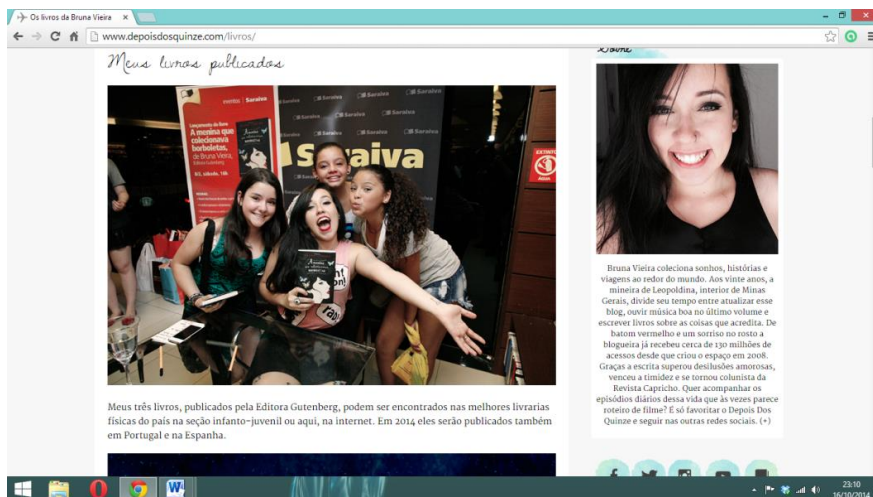 Os livros da Bruna Vieira
www.depoisdosquinze.com/livros/
Meus livros publicados
eventos Saraiva
Lançamento do livro
A menina que
colecionava
borboletas,
de Bruna Vieira,
Saraiva
Saraiva
Bruna Vieira coleciona sonhos, histórias e
viagens ao redor do mundo. Aos vinte anos, a
mineira de Leopoldina, interior de Minas
Gerais, divide seu tempo entre atualizar esse
blog, ouvir música boa no último volume e
escrever livros sobre as coisas que acredita. De
batom vermelho e um sorriso no rosto a
blogueira já recebeu cerca de 130 milhões de
acessos desde que criou o espaço em 2008.
Graças a escrita superou desilusões amorosas,
venceu a timidez e se tornou colunista da
Revista Capricho. Quer acompanhar os
episódios diários dessa vida que às vezes parece
roteiro de filme? É só favoritar o Depois Dos
Quinze e seguir nas outras redes sociais. (+)
Meus três livros, publicados pela Editora Gutenberg, podem ser encontrados nas melhores livrarias
físicas do país na seção infanto-juvenil ou aqui, na internet. Em 2014 eles serão publicados também
em Portugal e na Espanha.
23:10
16/10/2014